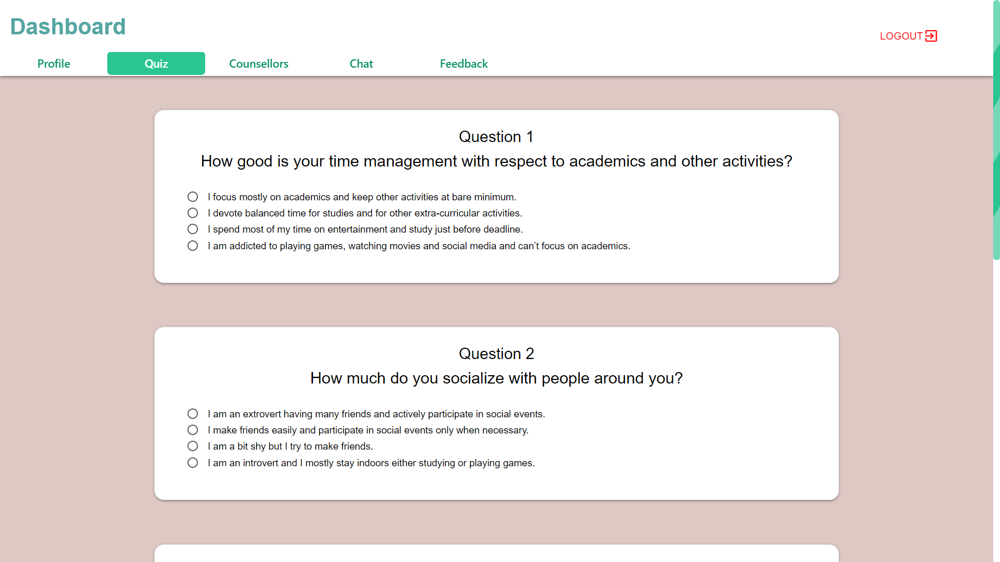 Dashboard
LOGOUT
Profile
Quiz
Counsellors
Chat
Feedback
Question 1
How good is your time management with respect to academics and other activities?
I focus mostly on academics and keep other activities at bare minimum.
I devote balanced time for studies and for other extra-curricular activities.
I spend most of my time on entertainment and study just before deadline.
I am addicted to playing games, watching movies and social media and can’t focus on academics.
Question 2
How much do you socialize with people around you?
I am an extrovert having many friends and actively participate in social events.
I make friends easily and participate in social events only when necessary.
I am a bit shy but I try to make friends.
I am an introvert and I mostly stay indoors either studying or playing games.